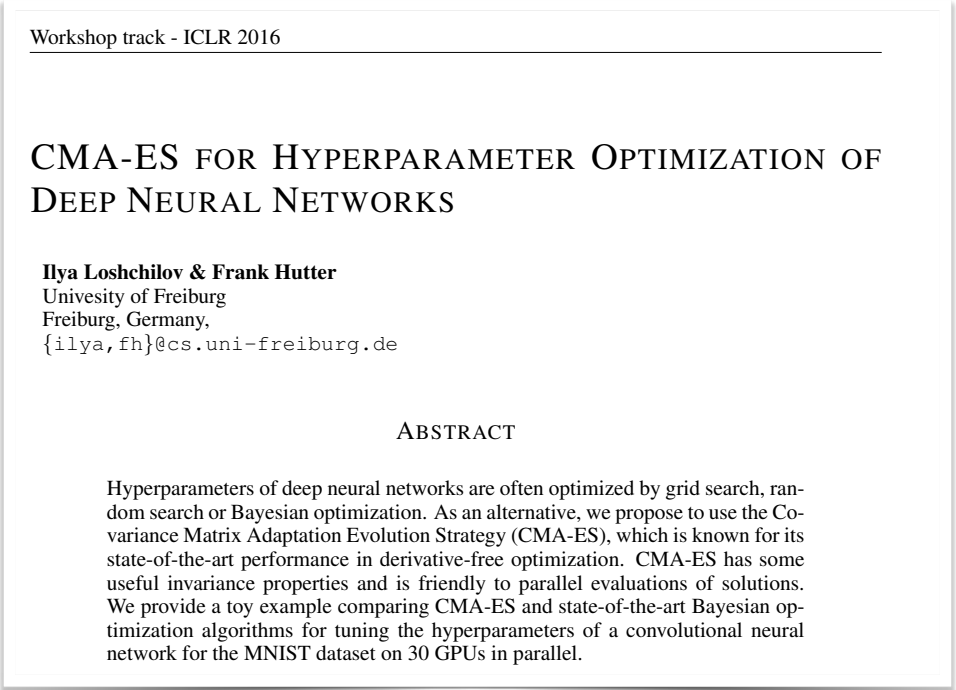 Workshop track - ICLR 2016
CMA-ES FOR HYPERPARAMETER OPTIMIZATION OF
DEEP NEURAL NETWORKS
Ilya Loshchilov & Frank Hutter
Univesity of Freiburg
Freiburg, Germany,
{ilya,fh}@cs.uni-freiburg.de
ABSTRACT
Hyperparameters of deep neural networks are often optimized by grid search, ran-
dom search or Bayesian optimization. As an alternative, we propose to use the Co-
variance Matrix Adaptation Evolution Strategy (CMA-ES), which is known for its
state-of-the-art performance in derivative-free optimization. CMA-ES has some
useful invariance properties and is friendly to parallel evaluations of solutions.
We provide a toy example comparing CMA-ES and state-of-the-art Bayesian op-
timization algorithms for tuning the hyperparameters of a convolutional neural
network for the MNIST dataset on 30 GPUs in parallel.